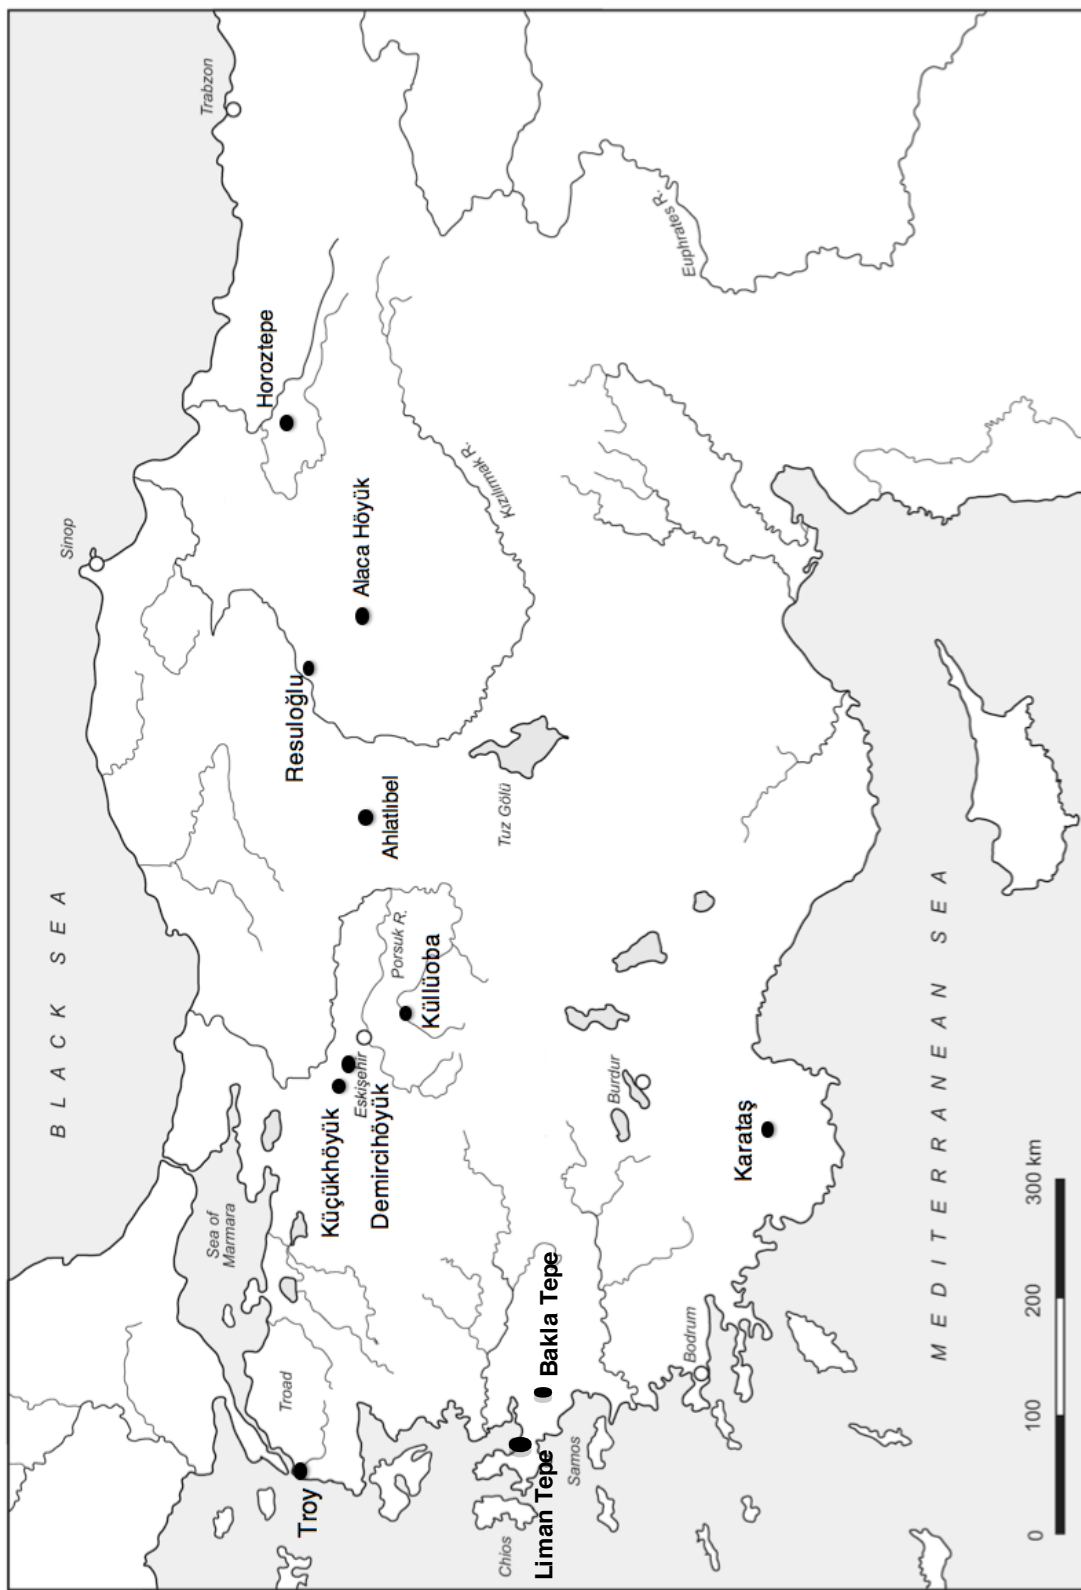 BLACK SEA
Sinop
Trabzon
Horoztepe
Alaca Höyük
Resuloğlu
Kızılırmak R.
Euphrates R.
Ahlatlıbel
Tuz Gölü
Porsuk R.
Küllüoba
Eskişehir
Küçükhöyük
Demircihöyük
Sea of
Marmara
Troad
Troy
Burdur
Karataş
Bakla Tepe
Liman Tepe
Chios
Samos
Bodrum
MEDITERRANEAN SEA
0 100 200 300 km